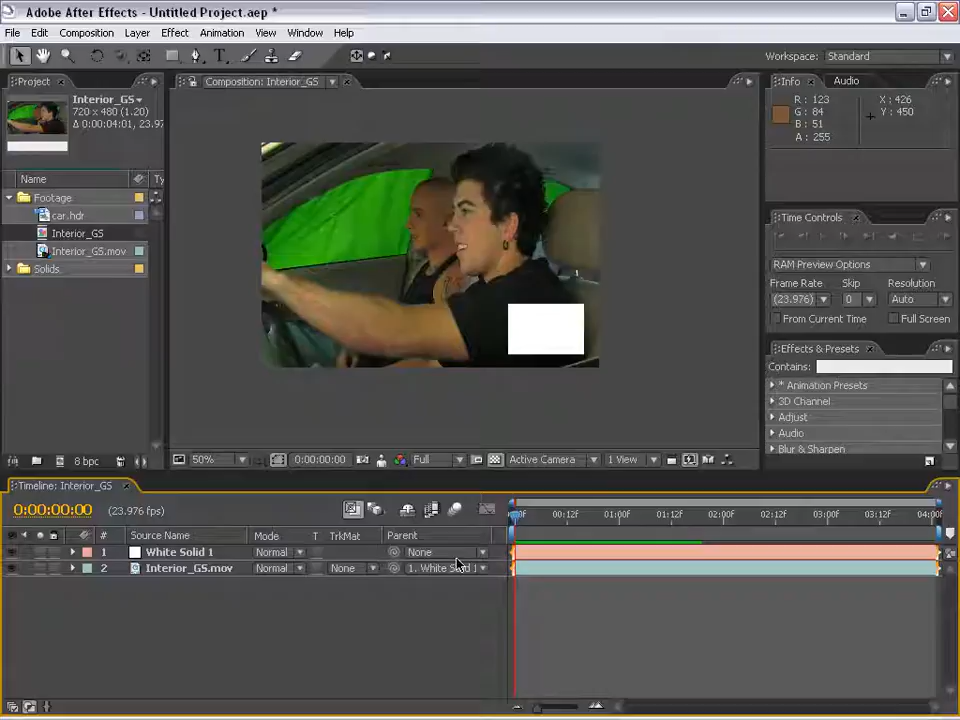 Adobe After Effects - Untitled Project.aep *
File Edit Composition Layer Effect Animation View Window Help
Workspace: Standard
Project
Composition: Interior_GS
Info Audio
Interior_GS
720 x 480 (1.20)
Δ 0:00:04:01, 23.97
R : 123
G : 84
B : 51
A : 255
X : 426
Y : 450
Name Ty
Footage
car.hdr
Interior_GS
Interior_GS.mov
Solids
Time Controls
RAM Preview Options
Frame Rate Skip Resolution
(23.976) 0 Auto
From Current Time Full Screen
Effects & Presets
Contains:
* Animation Presets
3D Channel
Adjust
Audio
Blur & Sharpen
8 bpc
50% 0:00:00:00 Full Active Camera 1 View
Timeline: Interior_GS
0:00:00:00 (23.976 fps)
00:12F 01:00F 01:12F 02:00F 02:12F 03:00F 03:12F 04:00F
# Source Name Mode T TrkMat Parent
1 White Solid 1 Normal None
2 Interior_GS.mov Normal None 1. White Solid 1